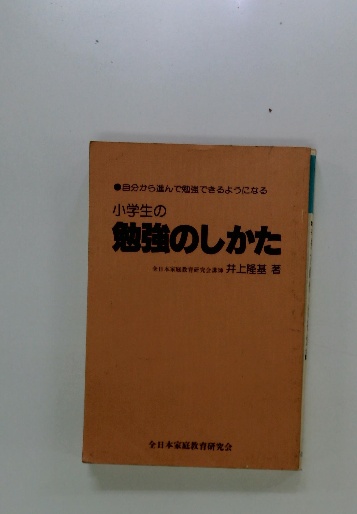 ●自分から進んで勉強できるようになる
小学生の
勉強のしかた
全日本家庭教育研究会講師 井上隆基 著
全日本家庭教育研究会